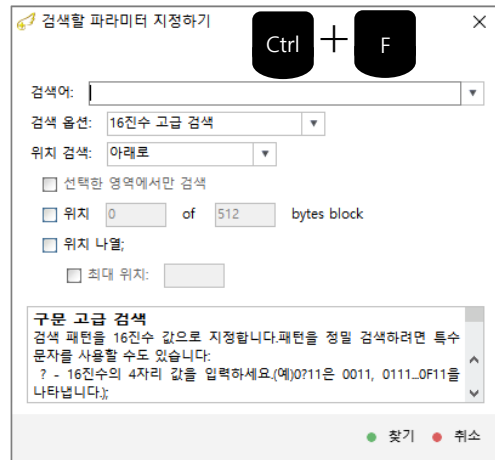 검색할 파라미터 지정하기
Ctrl + F
검색어:
검색 옵션: 16진수 고급 검색
위치 검색: 아래로
선택한 영역에서만 검색
위치 0 of 512 bytes block
위치 나열;
최대 위치:
구문 고급 검색
검색 패턴을 16진수 값으로 지정합니다.패턴을 정밀 검색하려면 특수
문자를 사용할 수도 있습니다:
? - 16진수의 4자리 값을 입력하세요.(예)0?11은 0011, 0111...0F11을
나타냅니다.);
찾기 취소